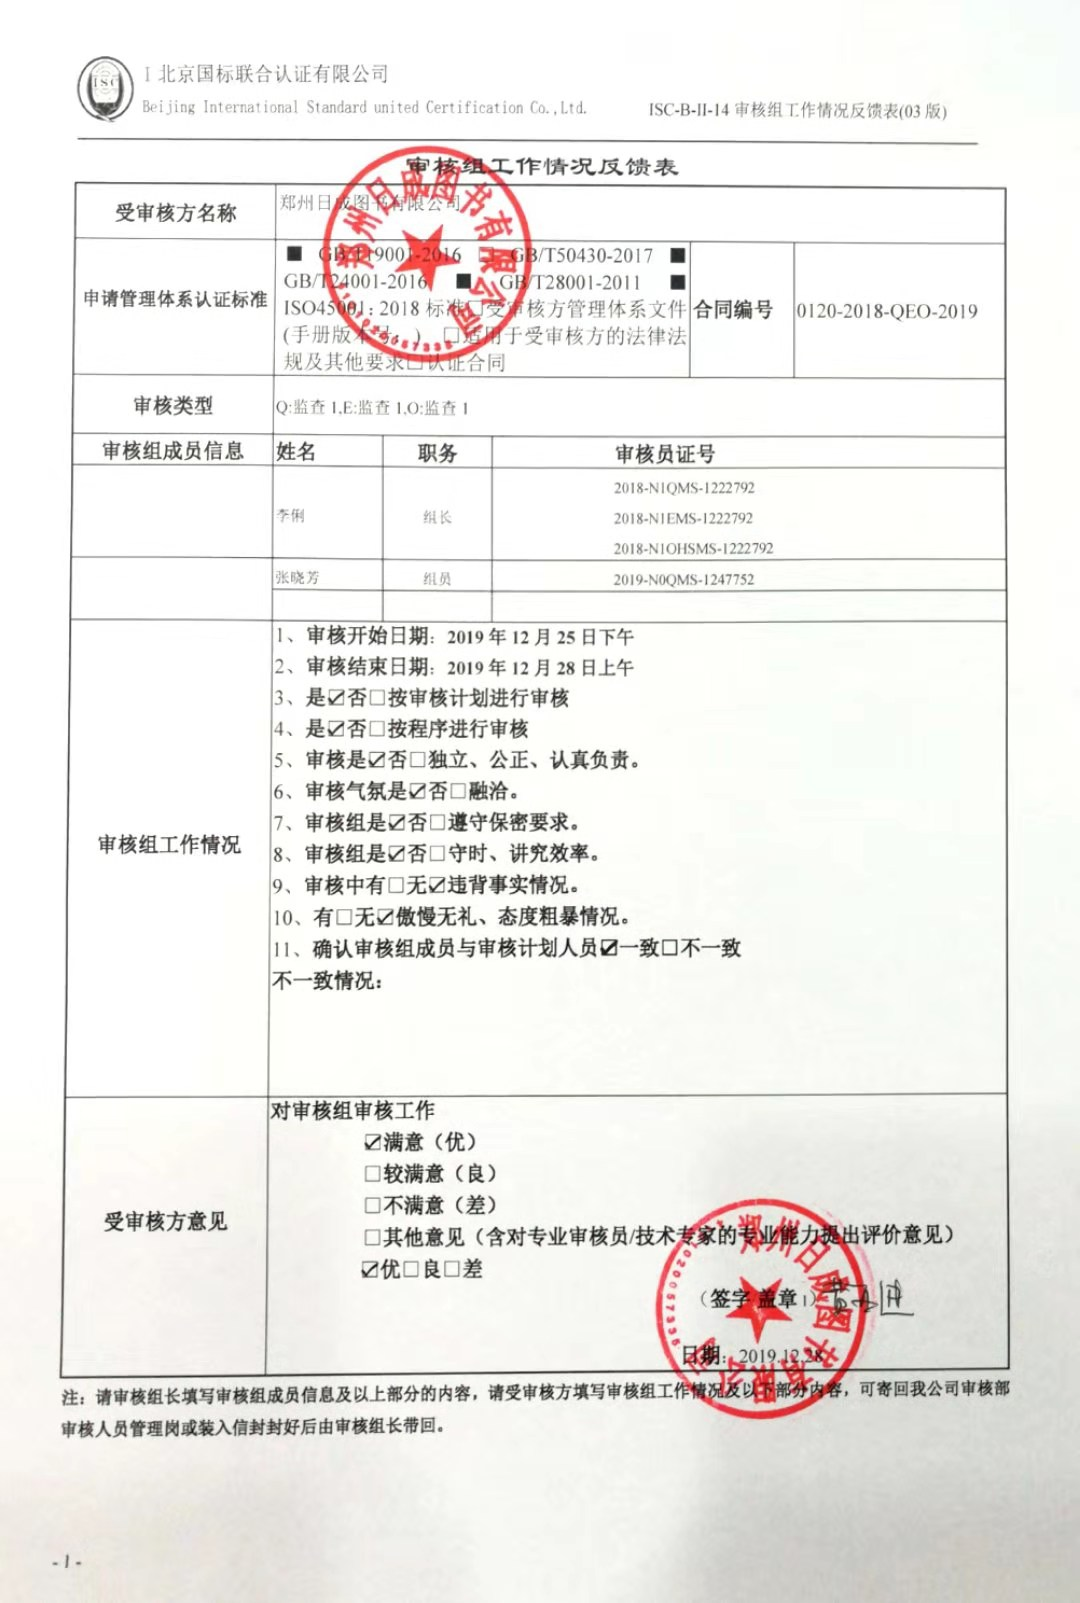 ISC
I 北京国标联合认证有限公司
Beijing International Standard united Certification Co.,Ltd.
ISC-B-II-14 审核组工作情况反馈表(03 版)
审核组工作情况反馈表
受审核方名称
郑州日成图书有限公司
申请管理体系认证标准
■ GB/T19001-2016 □ GB/T50430-2017 ■
GB/T24001-2016 ■ GB/T28001-2011 ■
ISO45001: 2018 标准□受审核方管理体系文件
(手册版本号: ) □适用于受审核方的法律法
规及其他要求□认证合同
合同编号
0120-2018-QEO-2019
审核类型
Q:监查 1,E:监查 1,O:监查 1
审核组成员信息 姓名 职务 审核员证号
李俐 组长
2018-N1QMS-1222792
2018-N1EMS-1222792
2018-N1OHSMS-1222792
张晓芳 组员 2019-N0QMS-1247752
审核组工作情况
1、审核开始日期: 2019 年 12 月 25 日下午
2、审核结束日期: 2019 年 12 月 28 日上午
3、是☑否□按审核计划进行审核
4、是☑否□按程序进行审核
5、审核是☑否□独立、公正、认真负责。
6、审核气氛是☑否□融洽。
7、审核组是☑否□遵守保密要求。
8、审核组是☑否□守时、讲究效率。
9、审核中有□无☑违背事实情况。
10、有□无☑傲慢无礼、态度粗暴情况。
11、确认审核组成员与审核计划人员☑一致□不一致
不一致情况:
受审核方意见
对审核组审核工作
☑满意（优）
□较满意（良）
□不满意（差）
□其他意见（含对专业审核员/技术专家的专业能力提出评价意见）
☑优□良□差
（签字 盖章）
日期: 2019.12.28
郑州日成图书有限公司
郑州日成图书有限公司
注: 请审核组长填写审核组成员信息及以上部分的内容，请受审核方填写审核组工作情况及以下部分内容，可寄回我公司审核部
审核人员管理岗或装入信封封好后由审核组长带回。
- 1 -